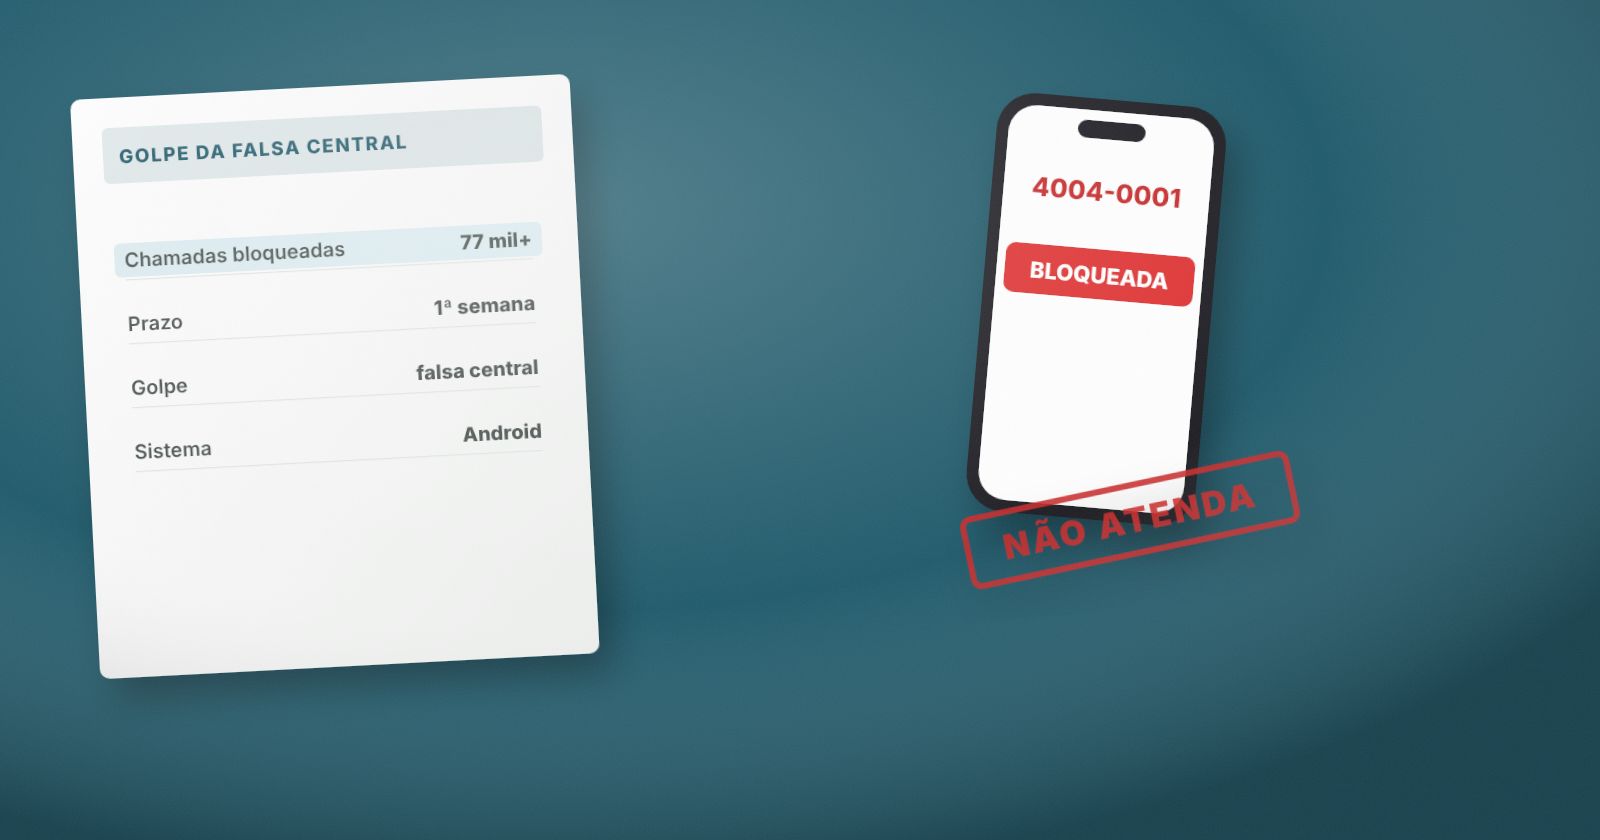 GOLPE DA FALSA CENTRAL
Chamadas bloqueadas 77 mil+
Prazo 1ª semana
Golpe falsa central
Sistema Android
4004-0001
BLOQUEADA
NÃO ATENDA